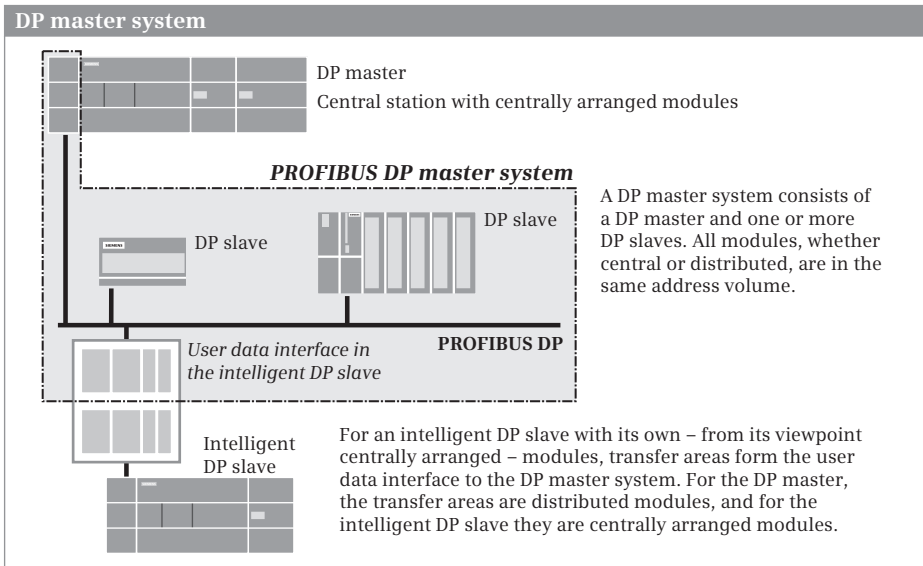 DP master system
DP master
Central station with centrally arranged modules
PROFIBUS DP master system
DP slave
DP slave
A DP master system consists of
a DP master and one or more
DP slaves. All modules, whether
central or distributed, are in the
same address volume.
SIEMENS
PROFIBUS DP
User data interface in
the intelligent DP slave
Intelligent
DP slave
For an intelligent DP slave with its own – from its viewpoint
centrally arranged – modules, transfer areas form the user
data interface to the DP master system. For the DP master,
the transfer areas are distributed modules, and for the
intelligent DP slave they are centrally arranged modules.